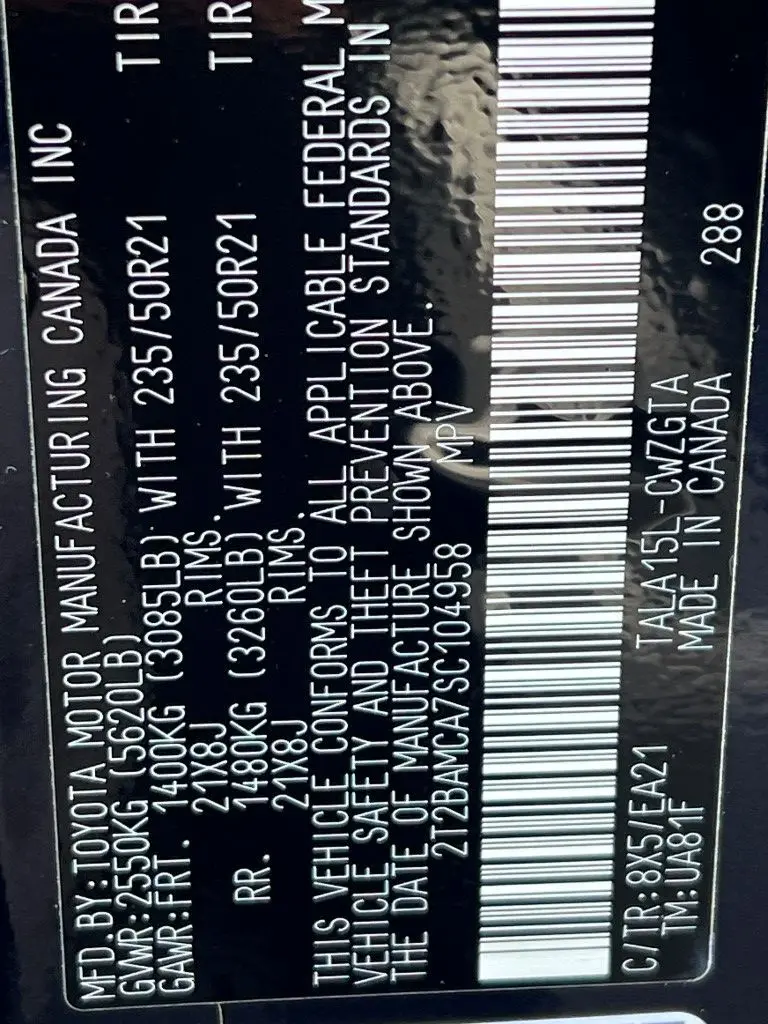 MFD.BY:TOYOTA MOTOR MANUFACTURING CANADA INC
GVWR:2550KG (5620LB)
GAWR:FRT. 1400KG (3085LB) WITH 235/50R21 TIR
21X8J RIMS.
RR. 1480KG (3260LB) WITH 235/50R21 TIR
21X8J RIMS.
THIS VEHICLE CONFORMS TO ALL APPLICABLE FEDERAL M
VEHICLE SAFETY AND THEFT PREVENTION STANDARDS IN
THE DATE OF MANUFACTURE SHOWN ABOVE.
2T2BAMCA7SC104958 MPV
C/TR:8X5/EA21 TALA15L-CWZGTA
TM:UA81F MADE IN CANADA 288